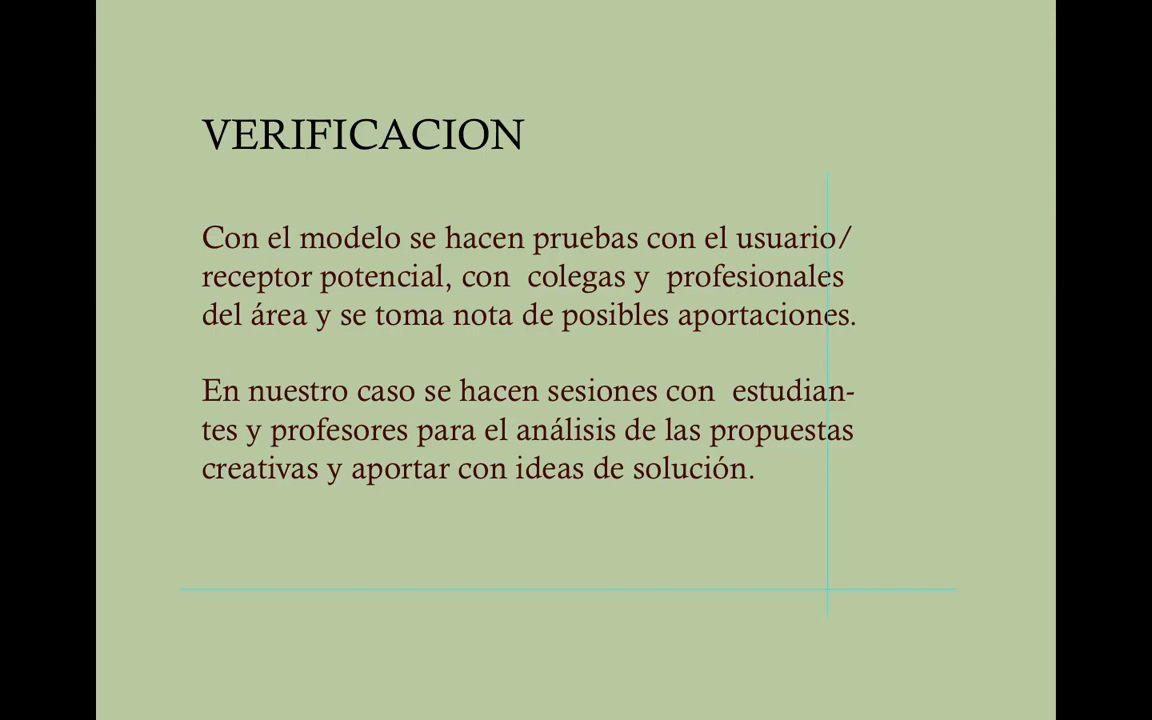 VERIFICACION
Con el modelo se hacen pruebas con el usuario/
receptor potencial, con  colegas y  profesionales
del área y se toma nota de posibles aportaciones.
En nuestro caso se hacen sesiones con  estudian-
tes y profesores para el análisis de las propuestas
creativas y aportar con ideas de solución.